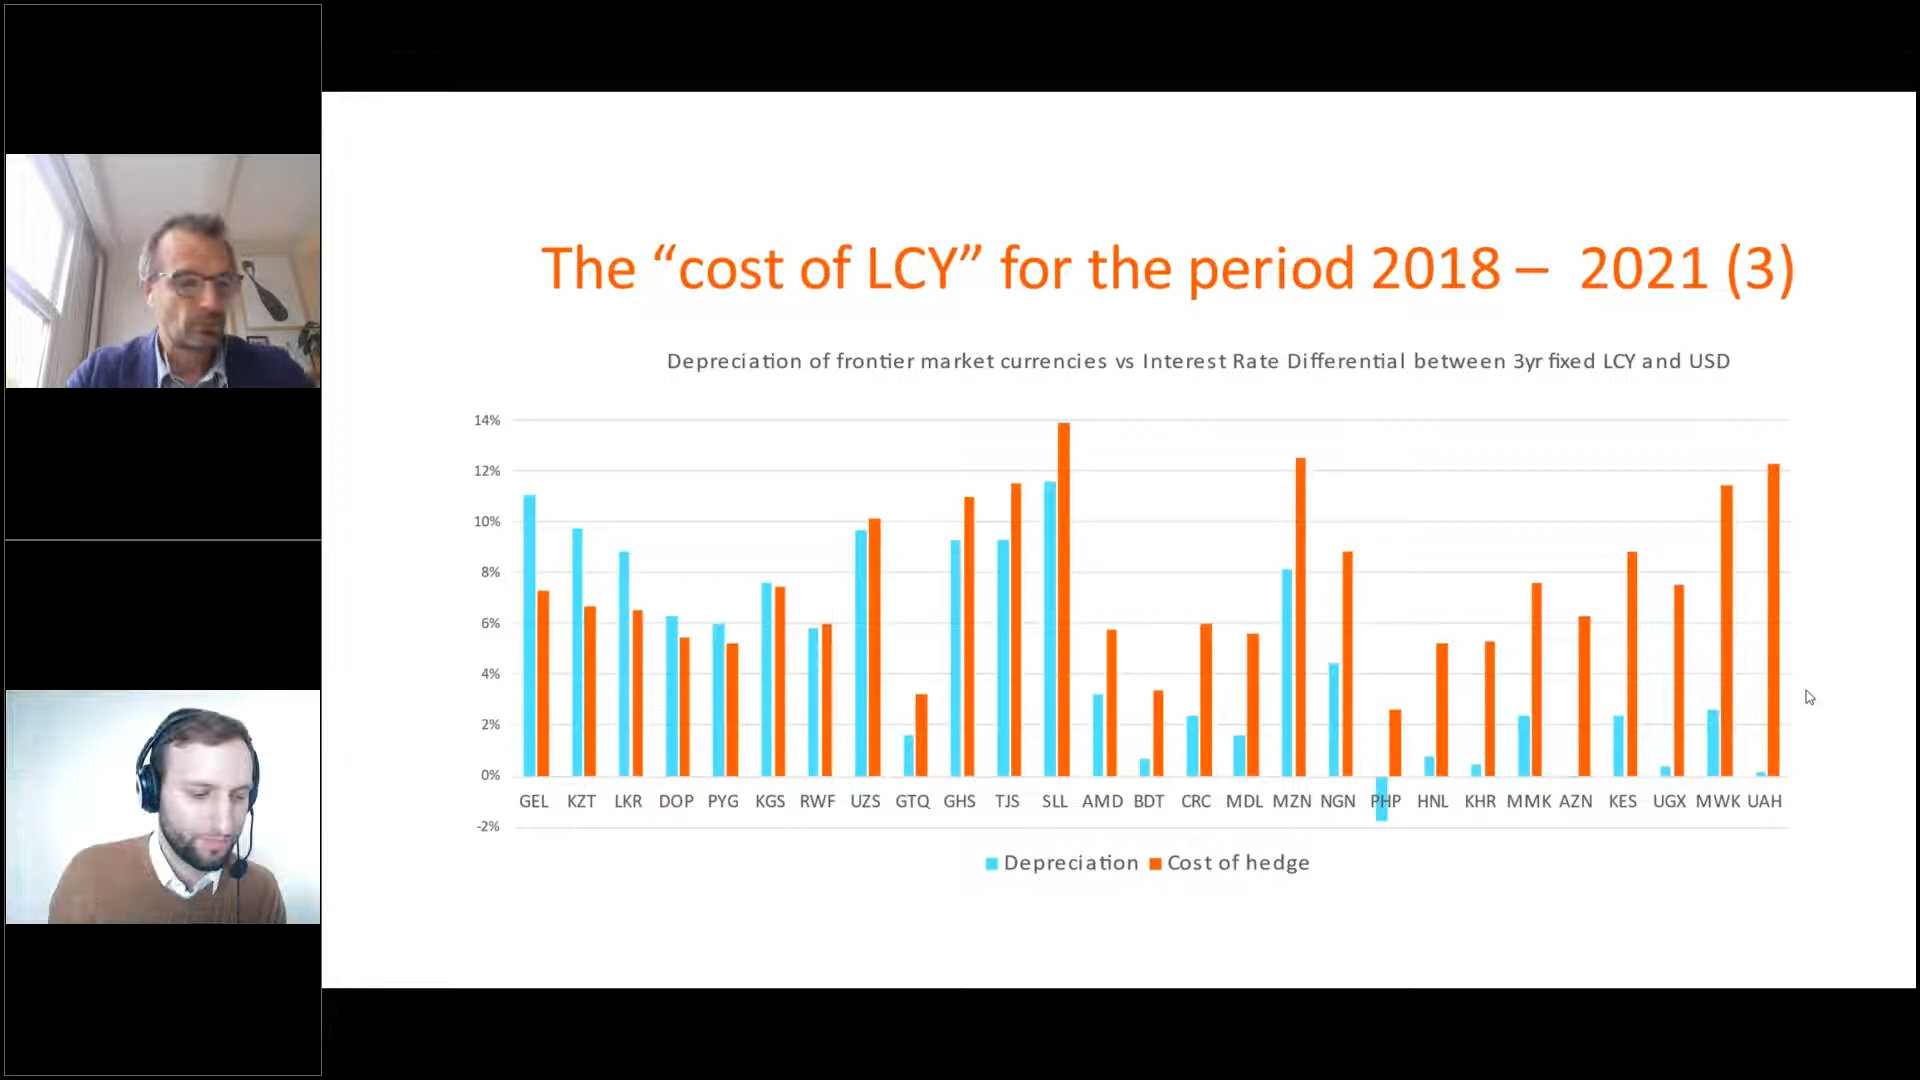 The “cost of LCY” for the period 2018 – 2021 (3)
Depreciation of frontier market currencies vs Interest Rate Differential between 3yr fixed LCY and USD
14%
12%
10%
8%
6%
4%
2%
0%
-2%
GEL KZT LKR DOP PYG KGS RWF UZS GTQ GHS TJS SLL AMD BDT CRC MDL MZN NGN PHP HNL KHR MMK AZN KES UGX MWK UAH
Depreciation Cost of hedge